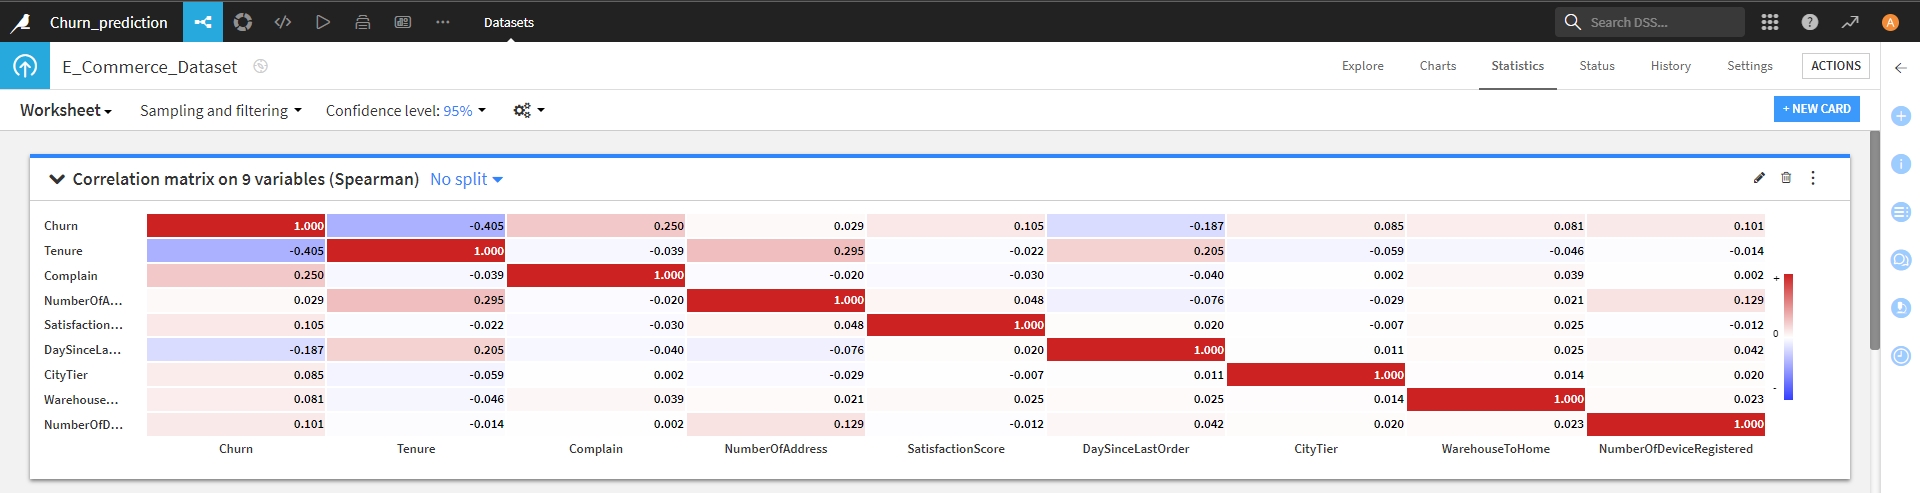 Churn_prediction </> ... Datasets Search DSS... ? A
E_Commerce_Dataset Explore Charts Statistics Status History Settings ACTIONS
Worksheet Sampling and filtering Confidence level: 95% + NEW CARD
Correlation matrix on 9 variables (Spearman) No split
Churn 1.000 -0.405 0.250 0.029 0.105 -0.187 0.085 0.081 0.101
Tenure -0.405 1.000 -0.039 0.295 -0.022 0.205 -0.059 -0.046 -0.014
Complain 0.250 -0.039 1.000 -0.020 -0.030 -0.040 0.002 0.039 0.002
NumberOfA... 0.029 0.295 -0.020 1.000 0.048 -0.076 -0.029 0.021 0.129
Satisfaction... 0.105 -0.022 -0.030 0.048 1.000 0.020 -0.007 0.025 -0.012
DaySinceLa... -0.187 0.205 -0.040 -0.076 0.020 1.000 0.011 0.025 0.042
CityTier 0.085 -0.059 0.002 -0.029 -0.007 0.011 1.000 0.014 0.020
Warehouse... 0.081 -0.046 0.039 0.021 0.025 0.025 0.014 1.000 0.023
NumberOfD... 0.101 -0.014 0.002 0.129 -0.012 0.042 0.020 0.023 1.000
Churn Tenure Complain NumberOfAddress SatisfactionScore DaySinceLastOrder CityTier WarehouseToHome NumberOfDeviceRegistered
+
0
-